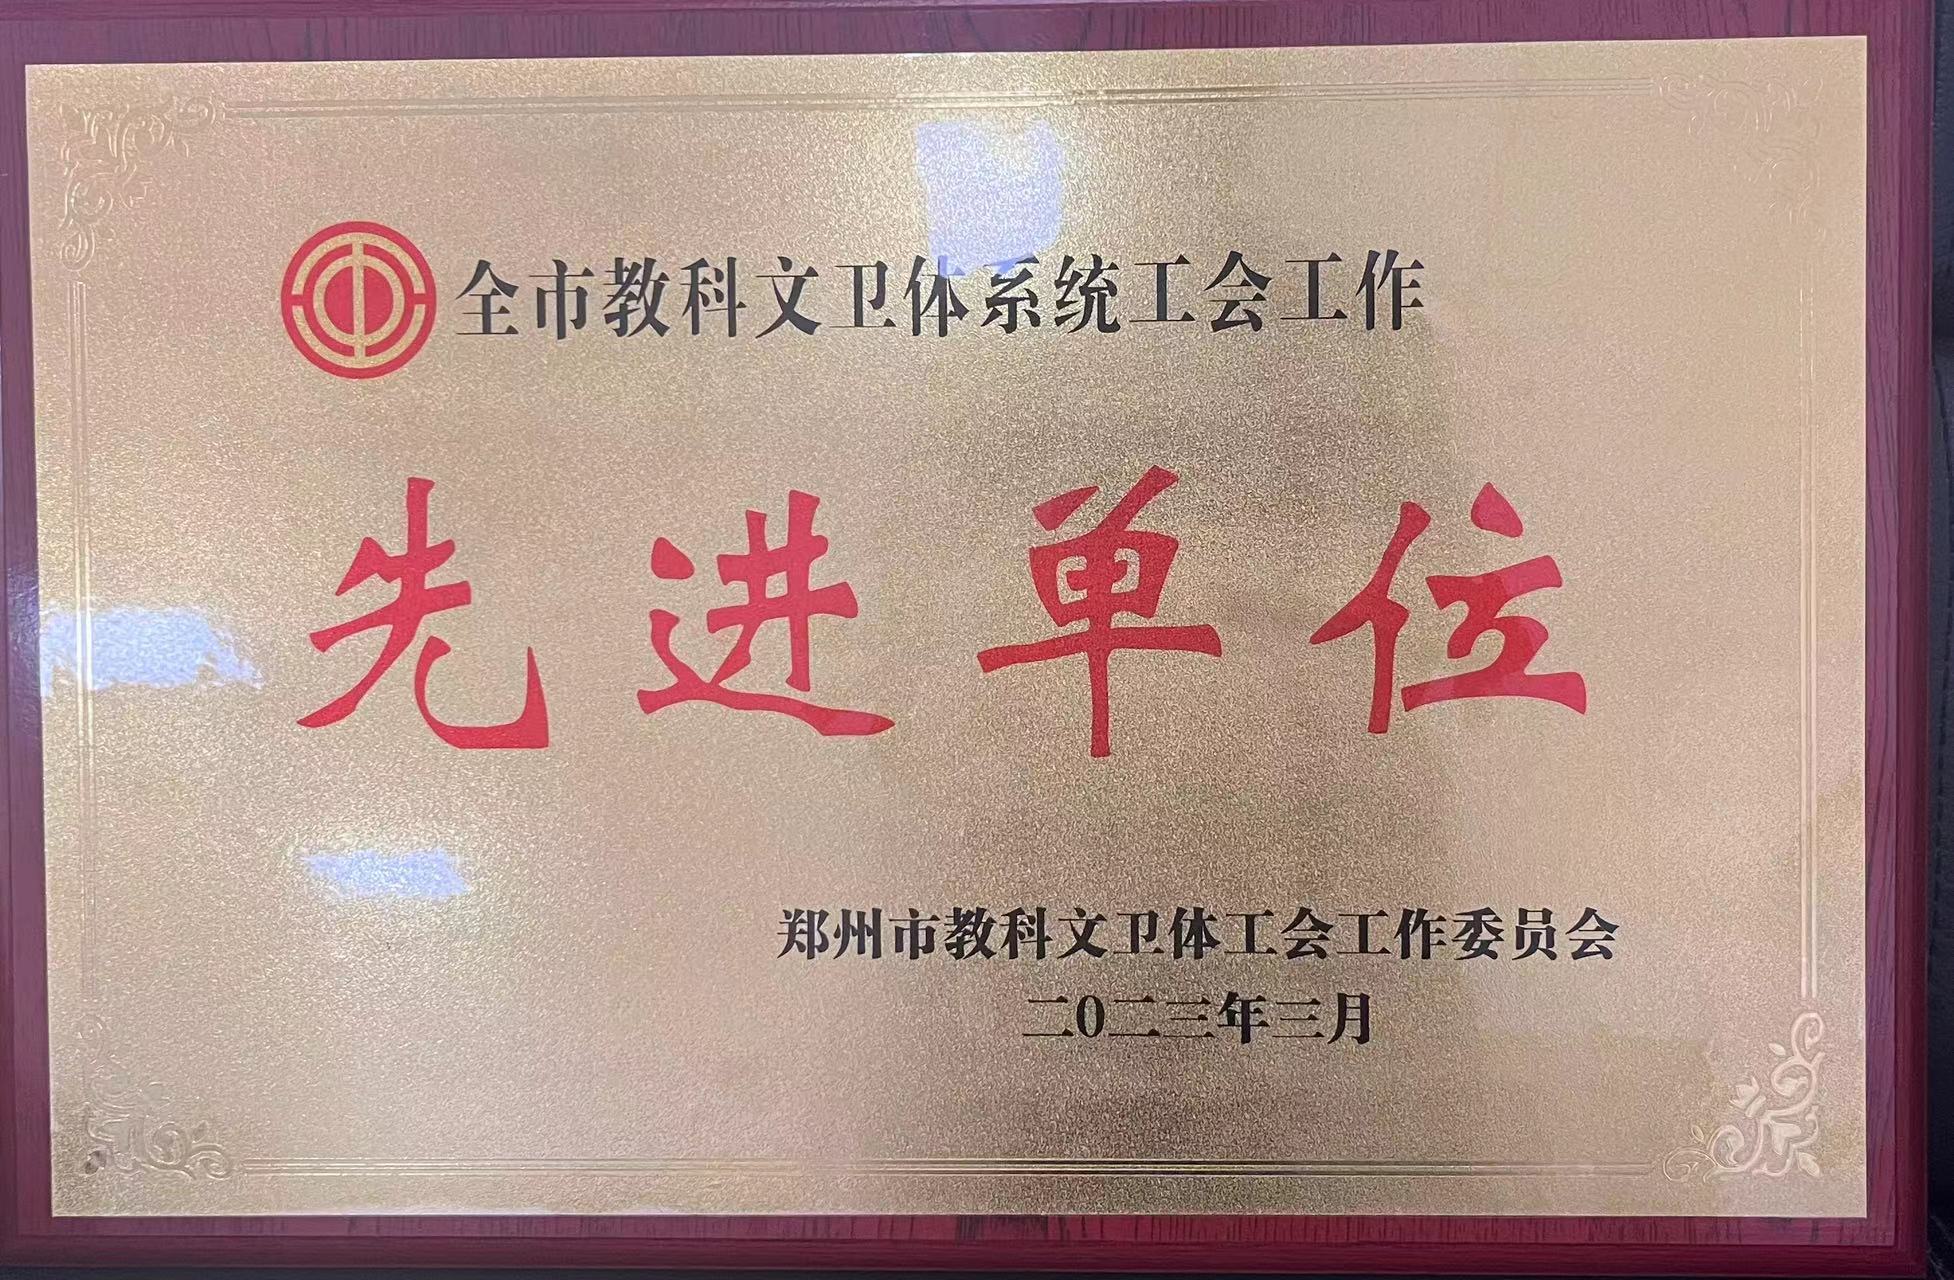 全市教科文卫体系统工会工作
先进单位
郑州市教科文卫体工会工作委员会
二0二三年三月